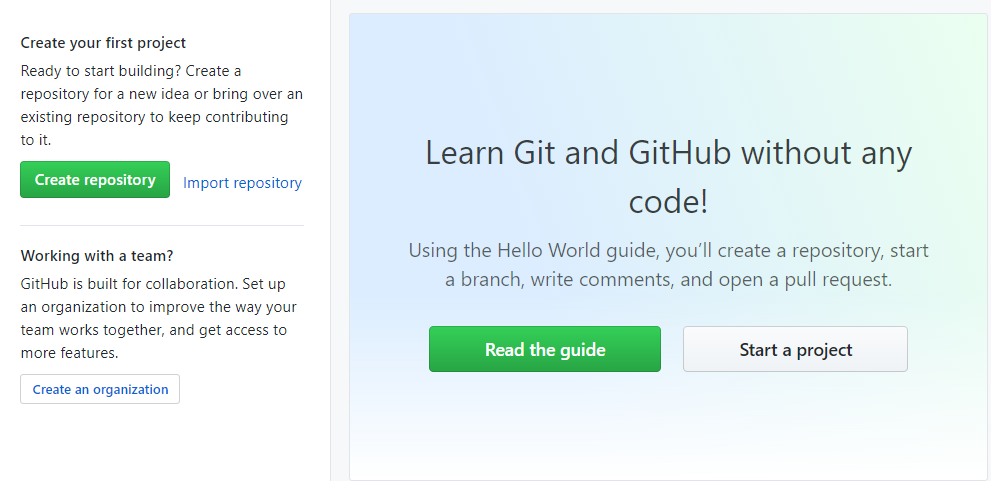 Create your first project
Ready to start building? Create a
repository for a new idea or bring over an
existing repository to keep contributing
to it.
Create repository
Import repository
Working with a team?
GitHub is built for collaboration. Set up
an organization to improve the way your
team works together, and get access to
more features.
Create an organization
Learn Git and GitHub without any
code!
Using the Hello World guide, you’ll create a repository, start
a branch, write comments, and open a pull request.
Read the guide
Start a project